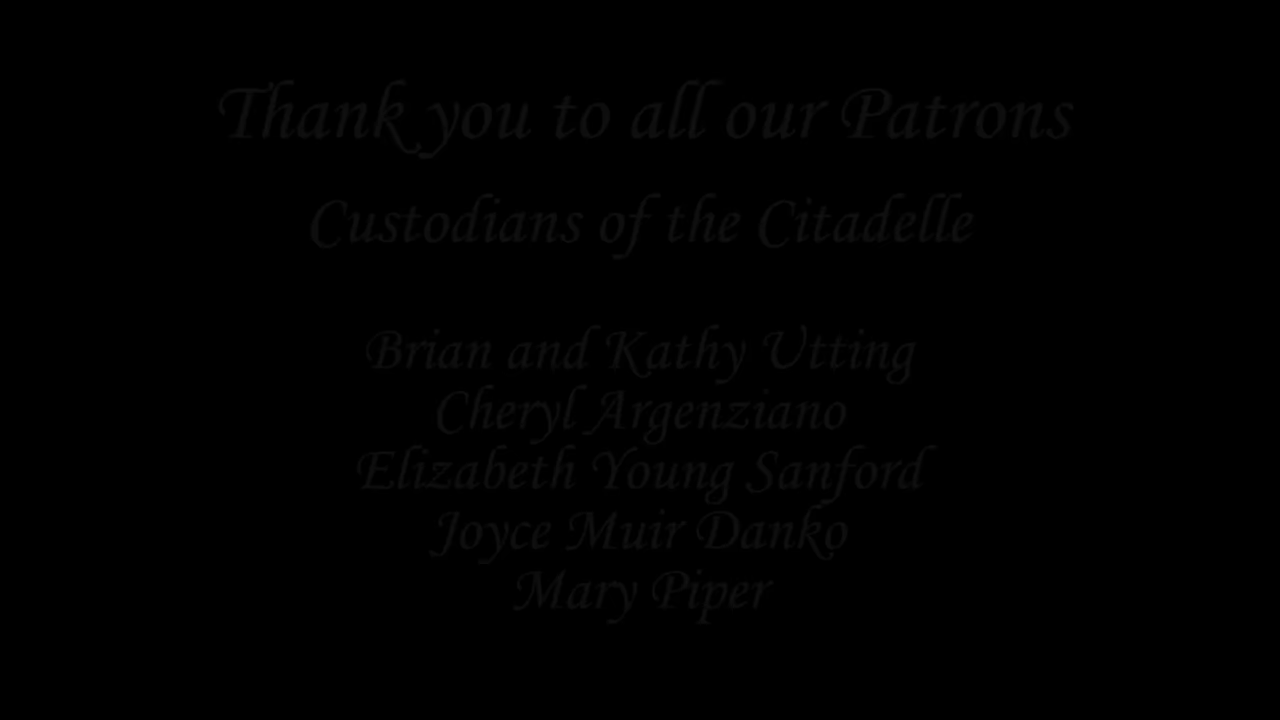 Thank you to all our Patrons
Custodians of the Citadelle
Brian and Kathy Utting
Cheryl Argenziano
Elizabeth Young Sanford
Joyce Muir Danko
Mary Piper